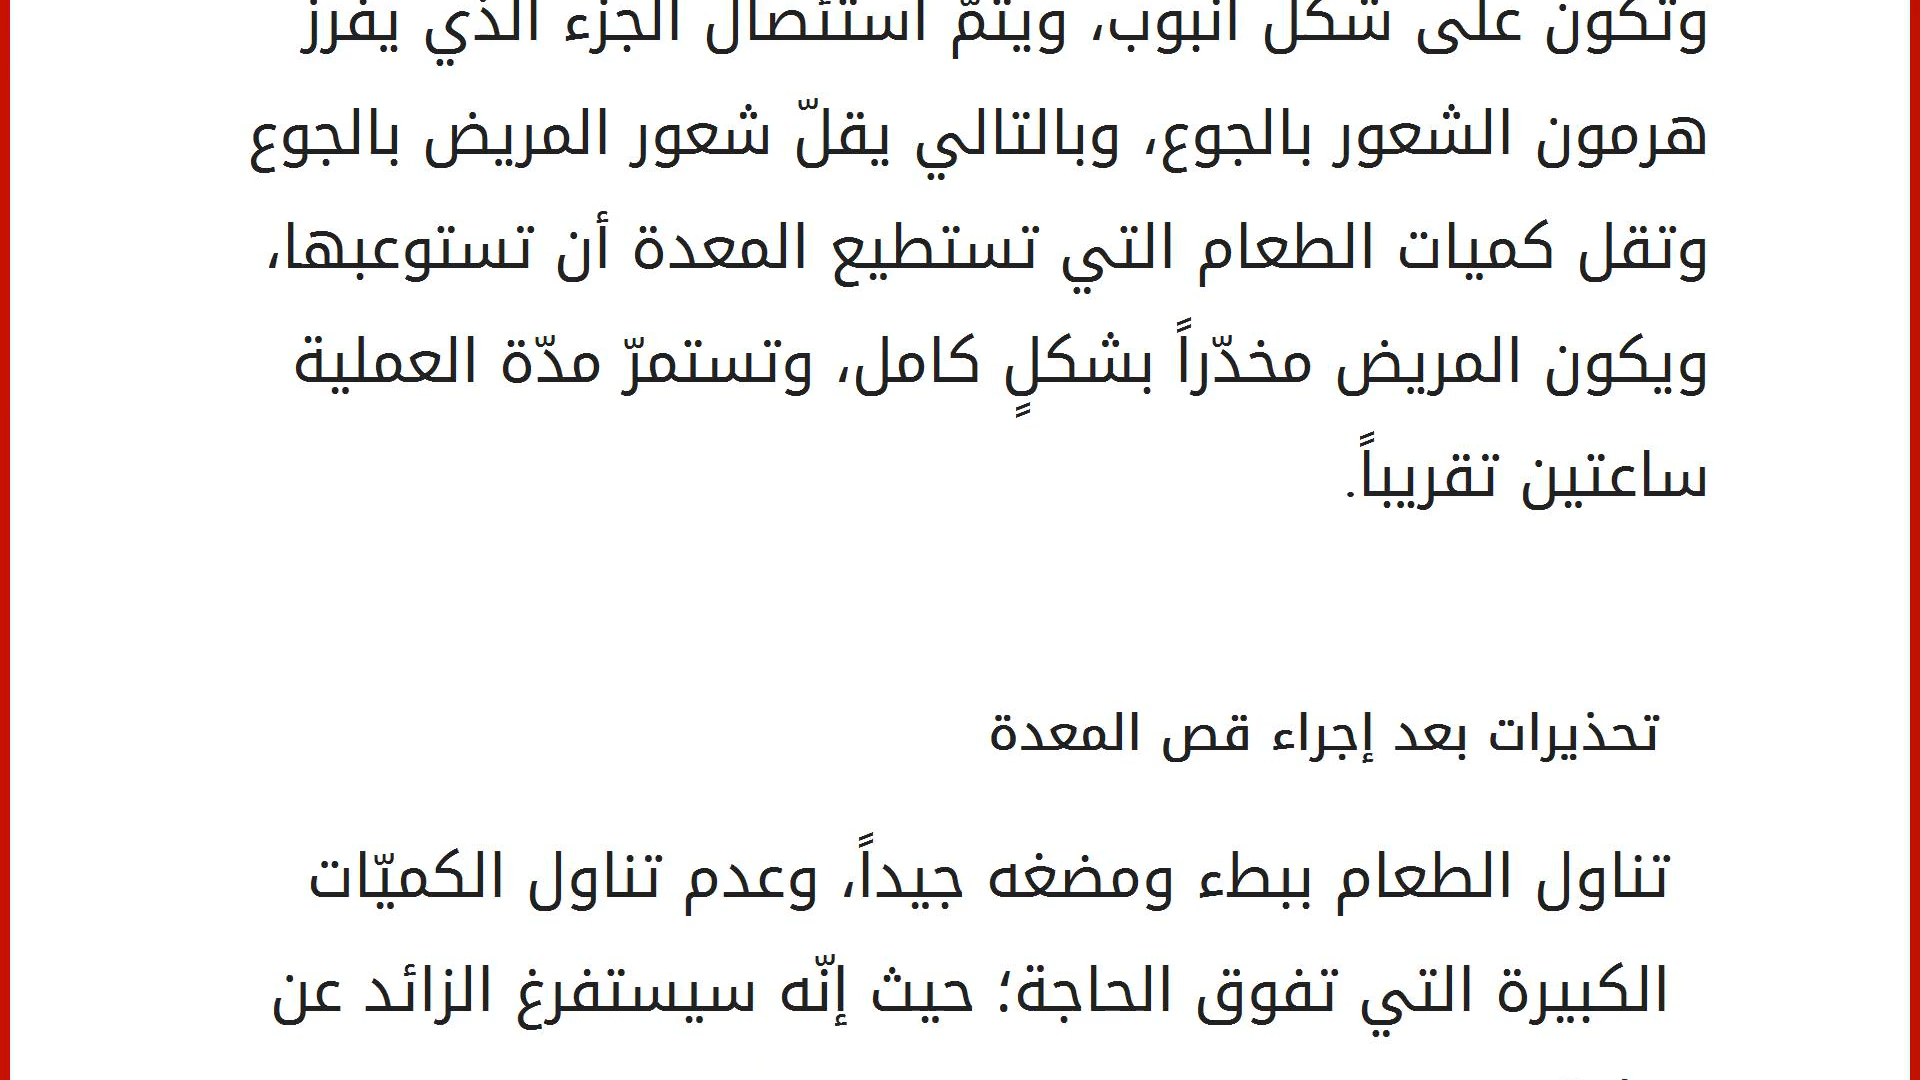 وتكون على شكل أنبوب، ويتمّ استئصال الجزء الذي يفرز
هرمون الشعور بالجوع، وبالتالي يقلّ شعور المريض بالجوع
وتقل كميات الطعام التي تستطيع المعدة أن تستوعبها،
ويكون المريض مخدّراً بشكلٍ كامل، وتستمرّ مدّة العملية
ساعتين تقريباً.
تحذيرات بعد إجراء قص المعدة
تناول الطعام ببطء ومضغه جيداً، وعدم تناول الكميّات
الكبيرة التي تفوق الحاجة؛ حيث إنّه سيستفرغ الزائد عن